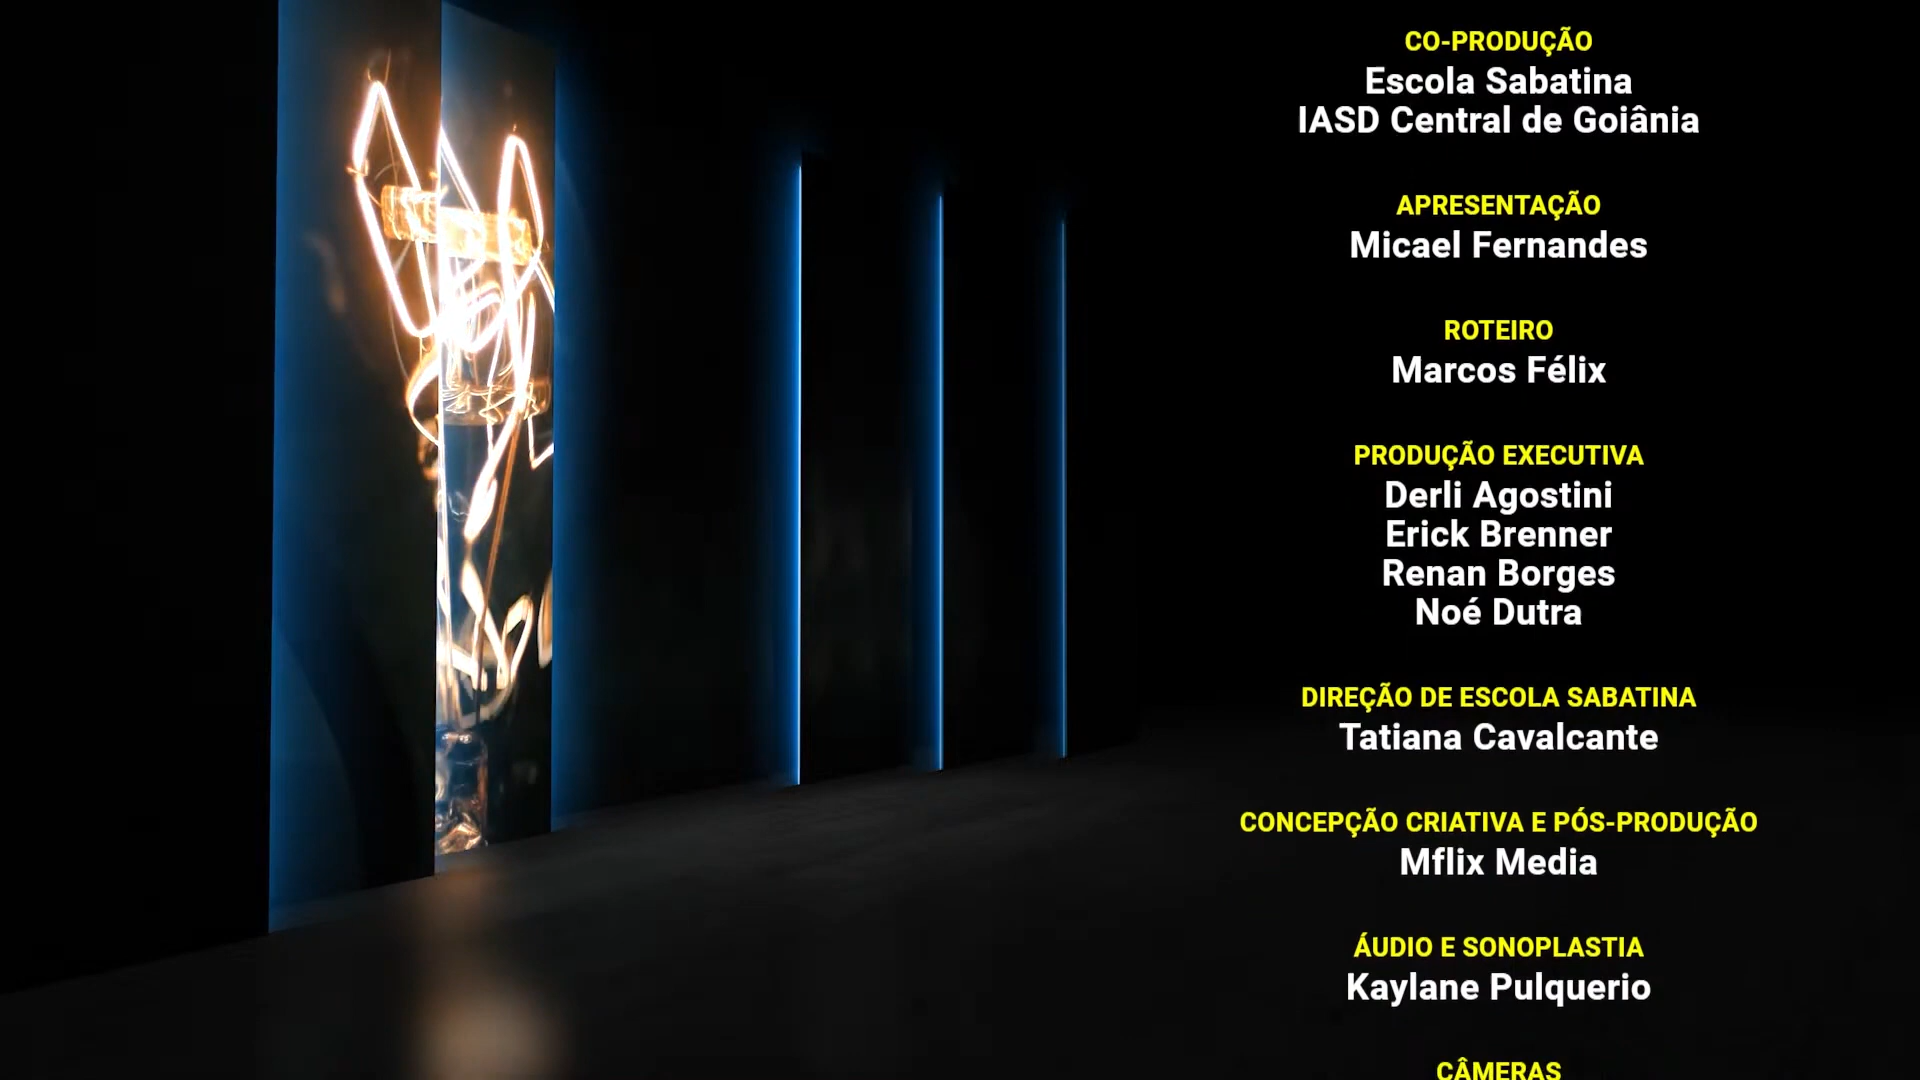 CO-PRODUÇÃO
Escola Sabatina
IASD Central de Goiânia
APRESENTAÇÃO
Micael Fernandes
ROTEIRO
Marcos Félix
PRODUÇÃO EXECUTIVA
Derli Agostini
Erick Brenner
Renan Borges
Noé Dutra
DIREÇÃO DE ESCOLA SABATINA
Tatiana Cavalcante
CONCEPÇÃO CRIATIVA E PÓS-PRODUÇÃO
Mflix Media
ÁUDIO E SONOPLASTIA
Kaylane Pulquerio
CÂMERAS